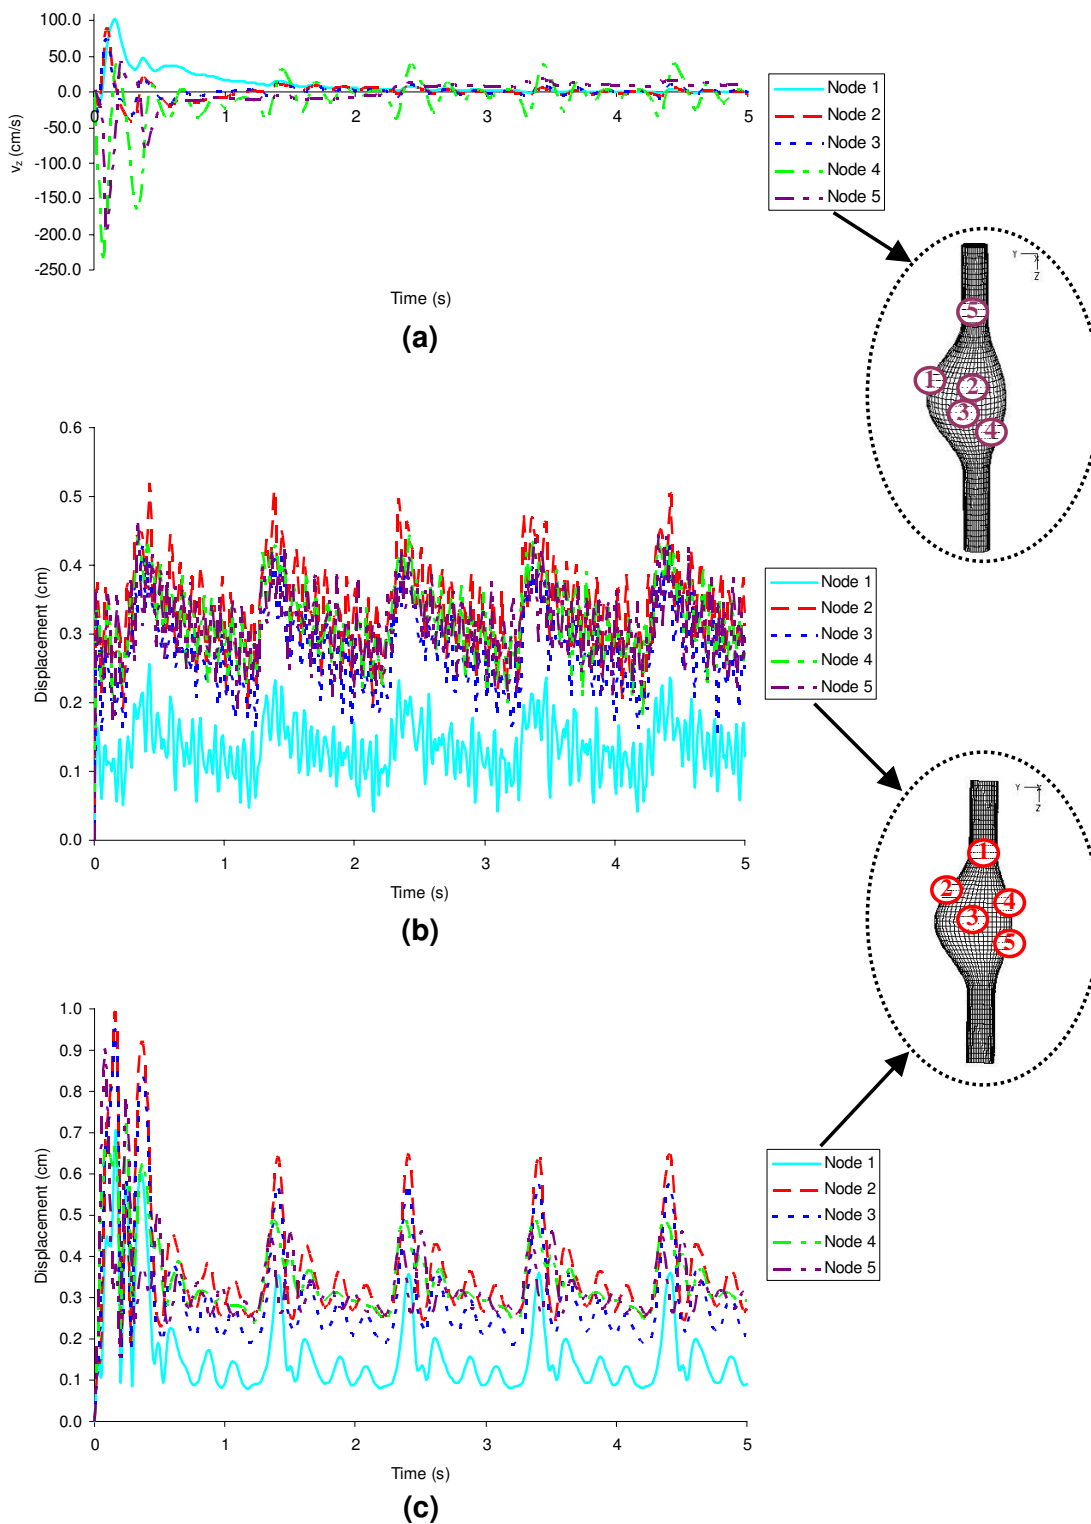 100.0
50.0
0.0
-50.0
-100.0
-150.0
-200.0
-250.0
v_z (cm/s)
0 1 2 3 4 5
Time (s)
(a)
Node 1
Node 2
Node 3
Node 4
Node 5
Y X
Z
5
1
2
3
4
0.6
0.5
0.4
0.3
0.2
0.1
0.0
Displacement (cm)
0 1 2 3 4 5
Time (s)
(b)
Node 1
Node 2
Node 3
Node 4
Node 5
Y X
Z
1
2
4
3
5
1.0
0.9
0.8
0.7
0.6
0.5
0.4
0.3
0.2
0.1
0.0
Displacement (cm)
0 1 2 3 4 5
Time (s)
(c)
Node 1
Node 2
Node 3
Node 4
Node 5